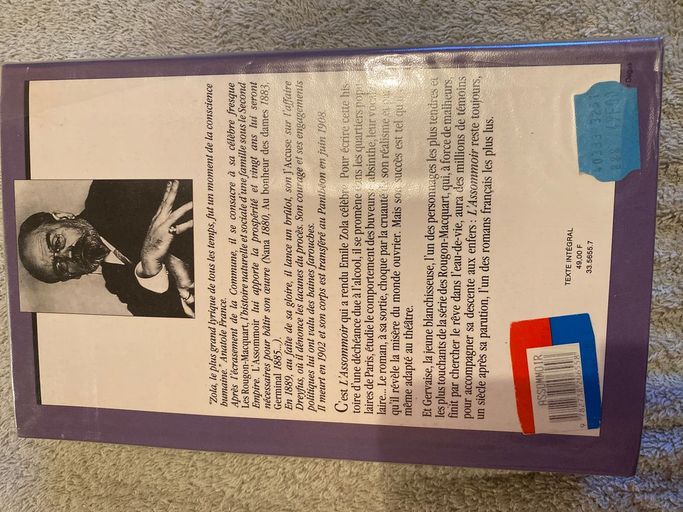 "Zola, le plus grand lyrique de tous les temps, fut un moment de la conscience
humaine." Anatole France.
Après l'écrasement de la Commune, il se consacre à sa célèbre fresque
Les Rougon-Macquart, l'histoire naturelle et sociale d'une famille sous le Second
Empire. L'Assommoir lui apporte la prospérité et vingt ans lui seront
nécessaires pour bâtir son œuvre (Nana 1880, Au bonheur des dames 1883,
Germinal 1885...).
En 1889, au faîte de sa gloire, il lance un brûlot, son J'Accuse sur l'affaire
Dreyfus, où il dénonce les lacunes du procès. Son courage et ses engagements
politiques lui ont valu des haines farouches.
Il meurt en 1902 et son corps est transféré au Panthéon en juin 1908.
C'est L'Assommoir qui a rendu Emile Zola célèbre. Pour écrire cette his
toire d'une déchéance due à l'alcool, il se promène dans les quartiers popu
laires de Paris, étudie le comportement des buveurs d'absinthe, leur
laire... Le roman, à sa sortie, choque par la cruauté de son réalisme et
qu'il révèle la misère du monde ouvrier. Mais son succès est tel qu
même adapté au théâtre.
Et Gervaise, la jeune blanchisseuse, l'un des personnages les plus tendres et
les plus touchants de la série des Rougon-Macquart, qui, à force de malheurs,
finit par chercher le rêve dans l'eau-de-vie, aura des millions de témoins
pour accompagner sa descente aux enfers : L'Assommoir reste toujours,
un siècle après sa parution, l'un des romans français les plus lus.
TEXTE INTÉGRAL
49,00 F
33.5655.7
ASSOMMOIR